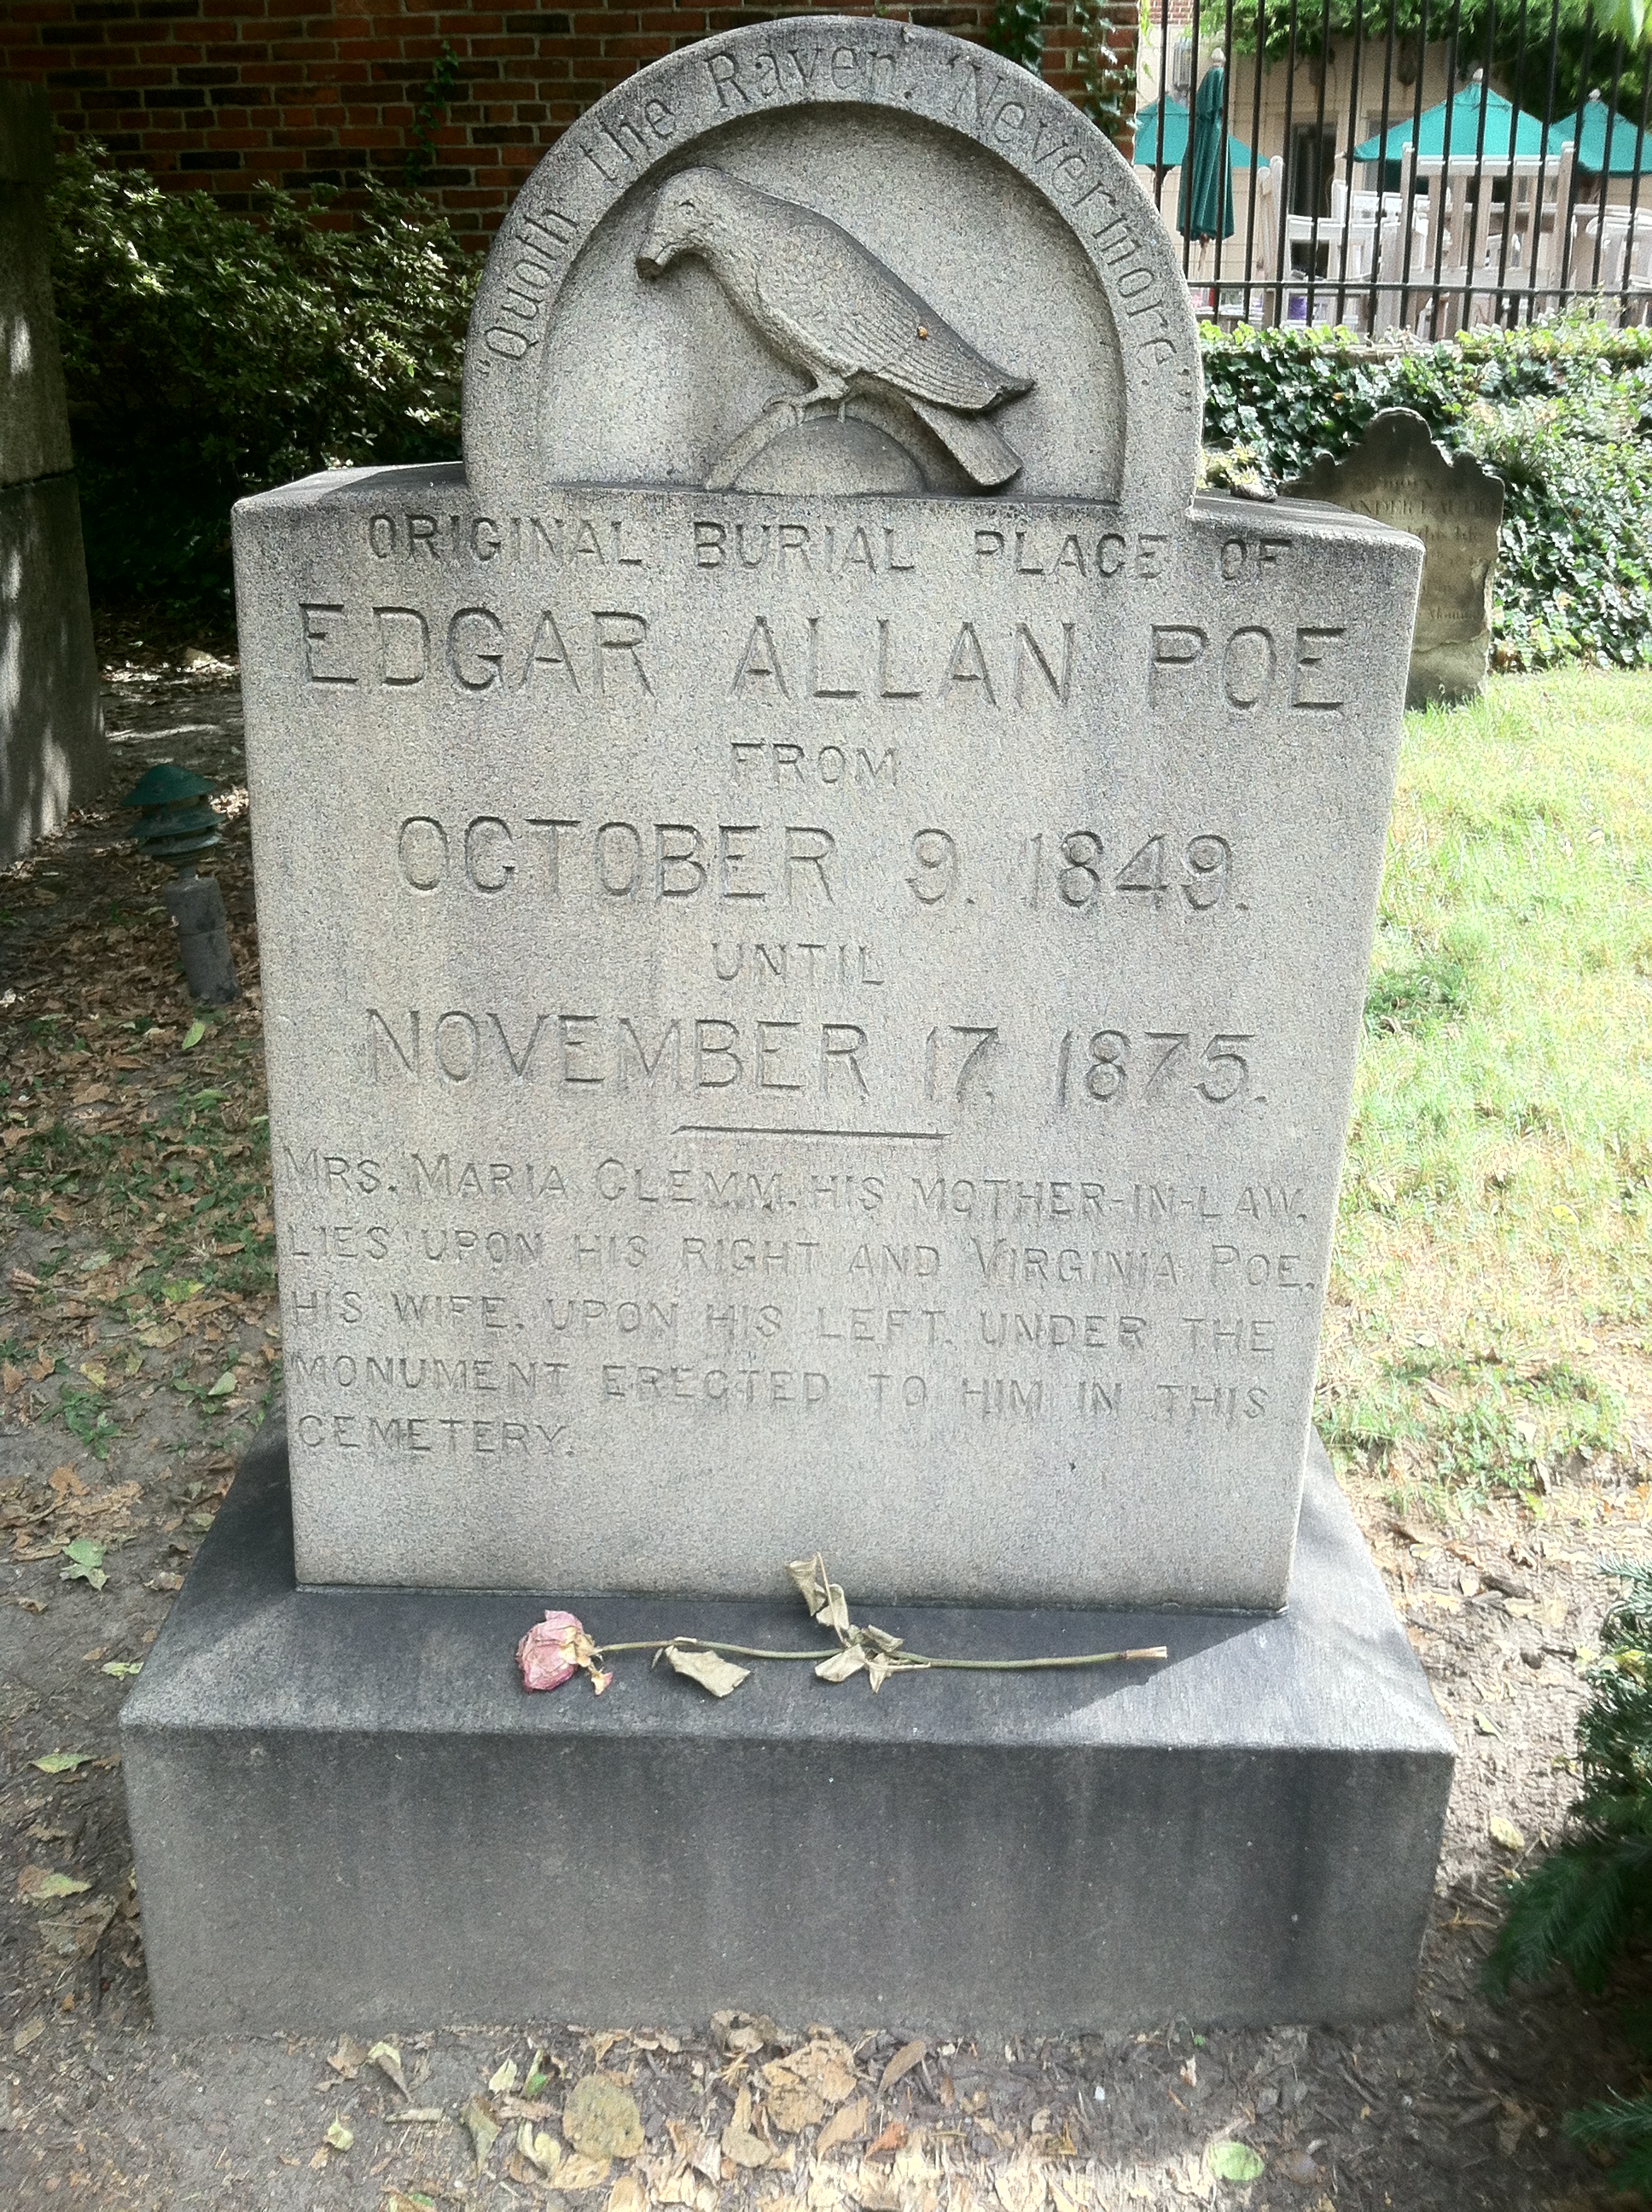 "Quoth the Raven, 'Nevermore.'"
ORIGINAL BURIAL PLACE OF
EDGAR ALLAN POE
FROM
OCTOBER 9. 1849.
UNTIL
NOVEMBER 17. 1875.
MRS. MARIA CLEMM, HIS MOTHER-IN-LAW,
LIES UPON HIS RIGHT AND VIRGINIA POE,
HIS WIFE, UPON HIS LEFT, UNDER THE
MONUMENT ERECTED TO HIM IN THIS
CEMETERY.